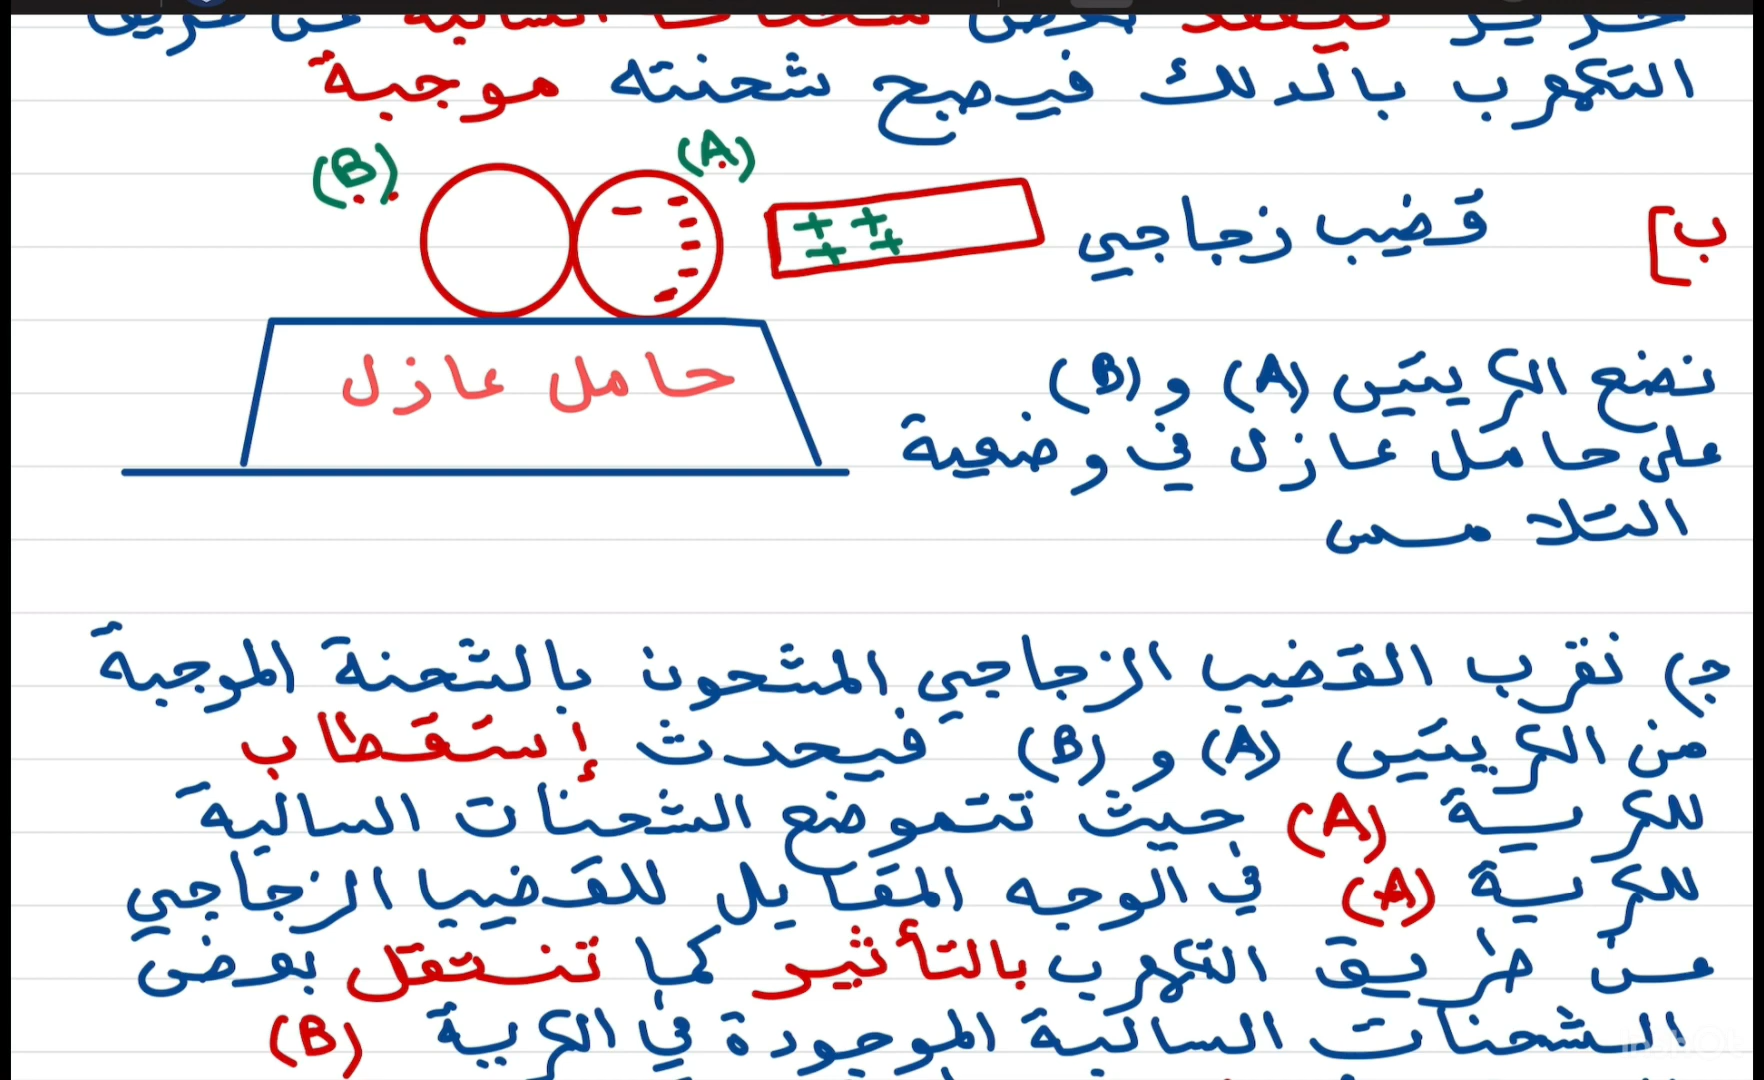 التكهرب بالدلك فيصبح شحنته موجبة
(B) (A)
ب] قضيب زجاجي
++++
حامل عازل
نضع الكريتين (A) و (B)
على حامل عازل في وضعية
التلامس
ج) نقرب القضيب الزجاجي المشحون بالشحنة الموجبة
من الكريتين (A) و (B) فيحدث إستقطاب
للكرية (A) حيث تتموضع الشحنات السالبة
للكرية (A) في الوجه المقابل للقضيب الزجاجي
عن طريق التكهرب بالتأثير كما تنتقل بعض
الشحنات السالبة الموجودة في الكرية (B)